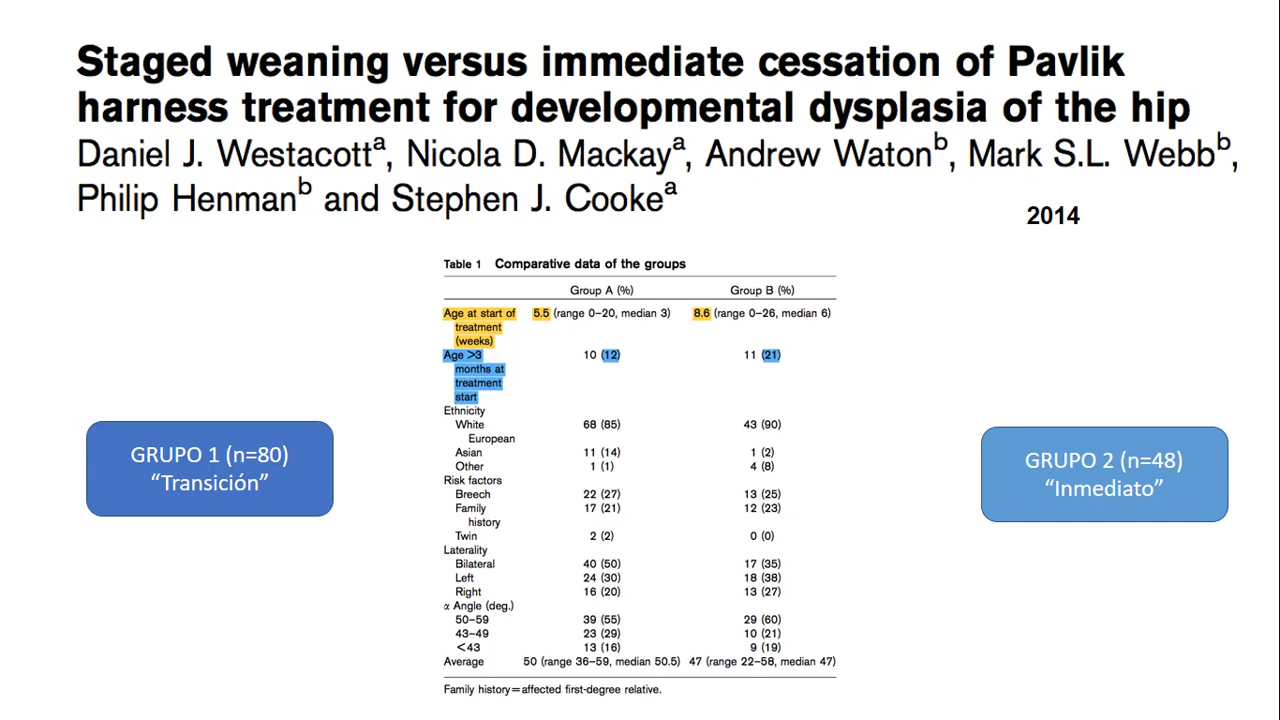 Staged weaning versus immediate cessation of Pavlik
harness treatment for developmental dysplasia of the hip
Daniel J. Westacottᵃ, Nicola D. Mackayᵃ, Andrew Watonᵇ, Mark S.L. Webbᵇ,
Philip Henmanᵇ and Stephen J. Cookeᵃ
2014
Table 1 Comparative data of the groups
Group A (%) Group B (%)
Age at start of 5.5 (range 0–20, median 3) 8.6 (range 0–26, median 6)
treatment
(weeks)
Age >3 10 (12) 11 (21)
months at
treatment
start
Ethnicity
White 68 (85) 43 (90)
European
Asian 11 (14) 1 (2)
Other 1 (1) 4 (8)
Risk factors
Breech 22 (27) 13 (25)
Family 17 (21) 12 (23)
history
Twin 2 (2) 0 (0)
Laterality
Bilateral 40 (50) 17 (35)
Left 24 (30) 18 (38)
Right 16 (20) 13 (27)
α Angle (deg.)
50–59 39 (55) 29 (60)
43–49 23 (29) 10 (21)
<43 13 (16) 9 (19)
Average 50 (range 36–59, median 50.5) 47 (range 22–58, median 47)
Family history=affected first-degree relative.
GRUPO 1 (n=80)
“Transición”
GRUPO 2 (n=48)
“Inmediato”